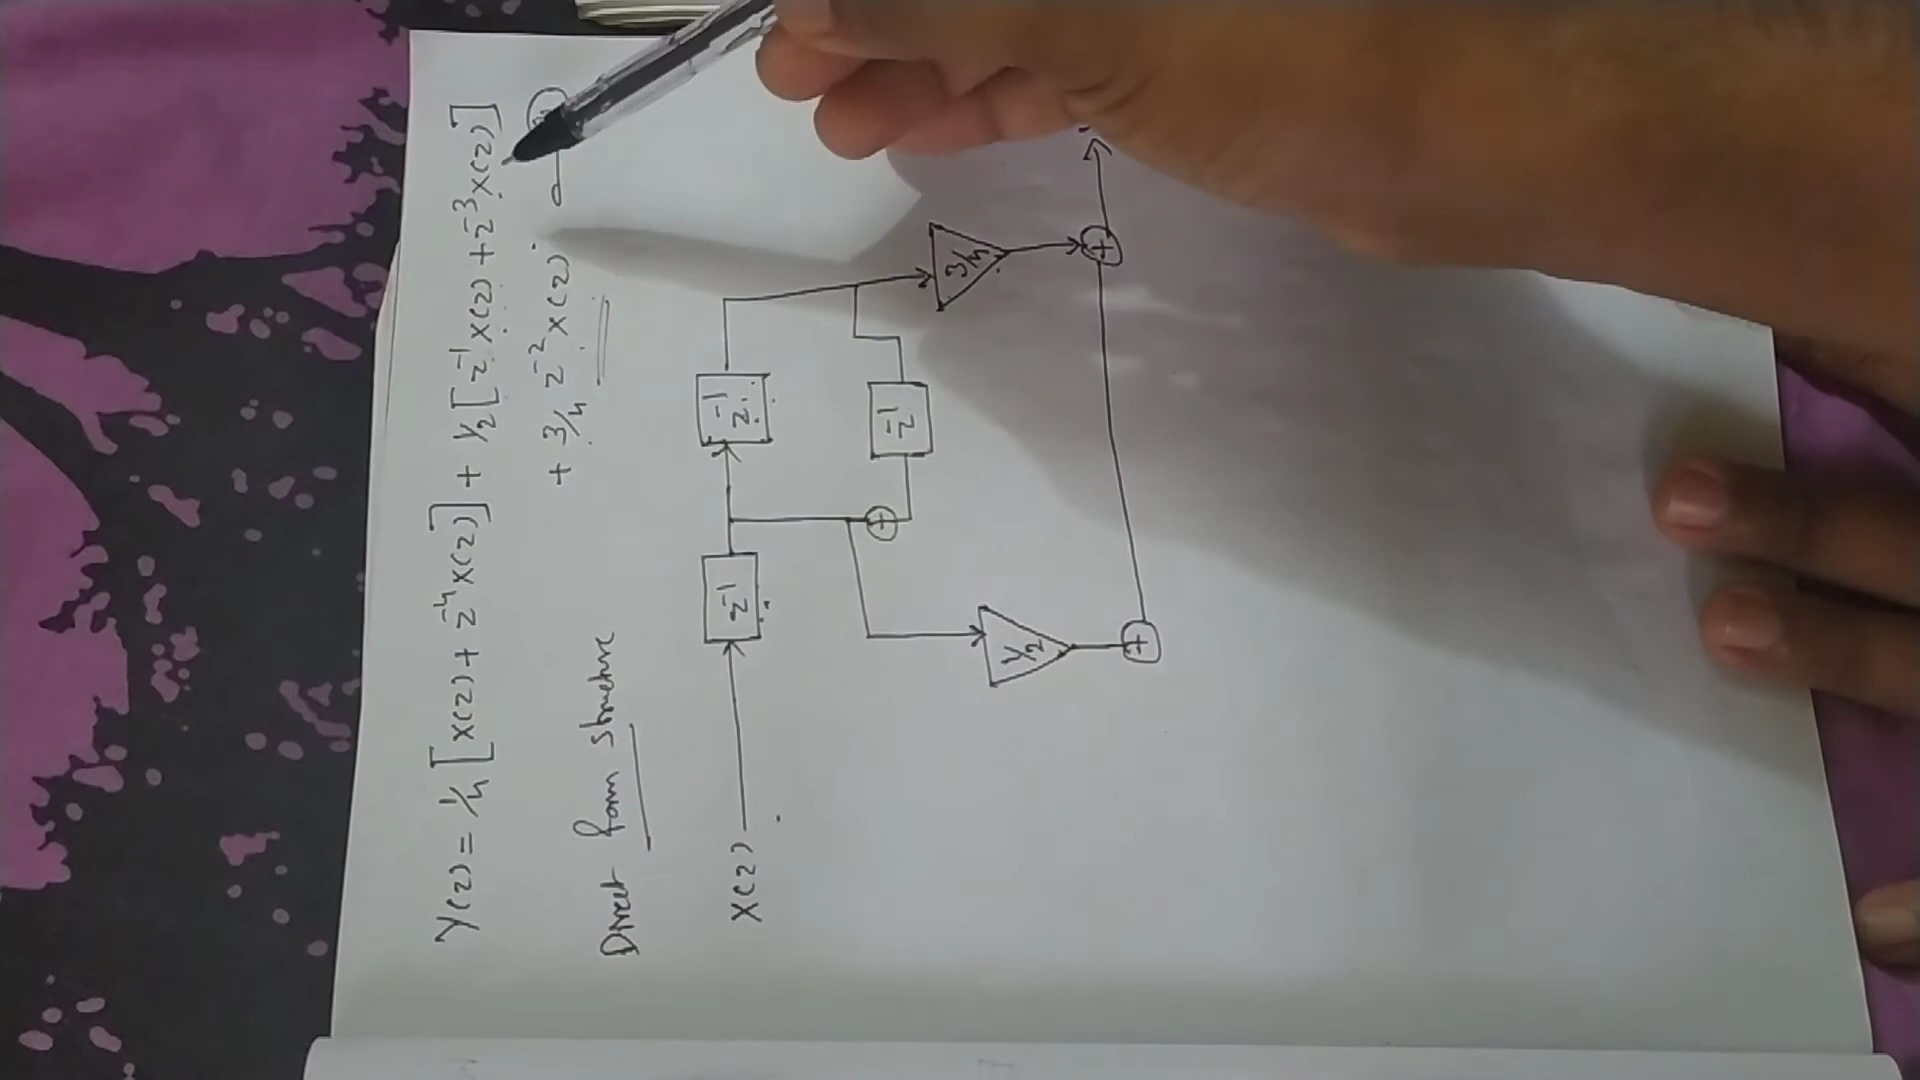 Y(z) = 1/4 [x(z) + z⁻⁴ x(z)] + 1/2 [z⁻¹ x(z) + z⁻³ x(z)]
+ 3/4 z⁻² x(z).
Direct form structure
X(z)
z⁻¹
z⁻¹
z⁻¹
+
1/2
3/4
+
+